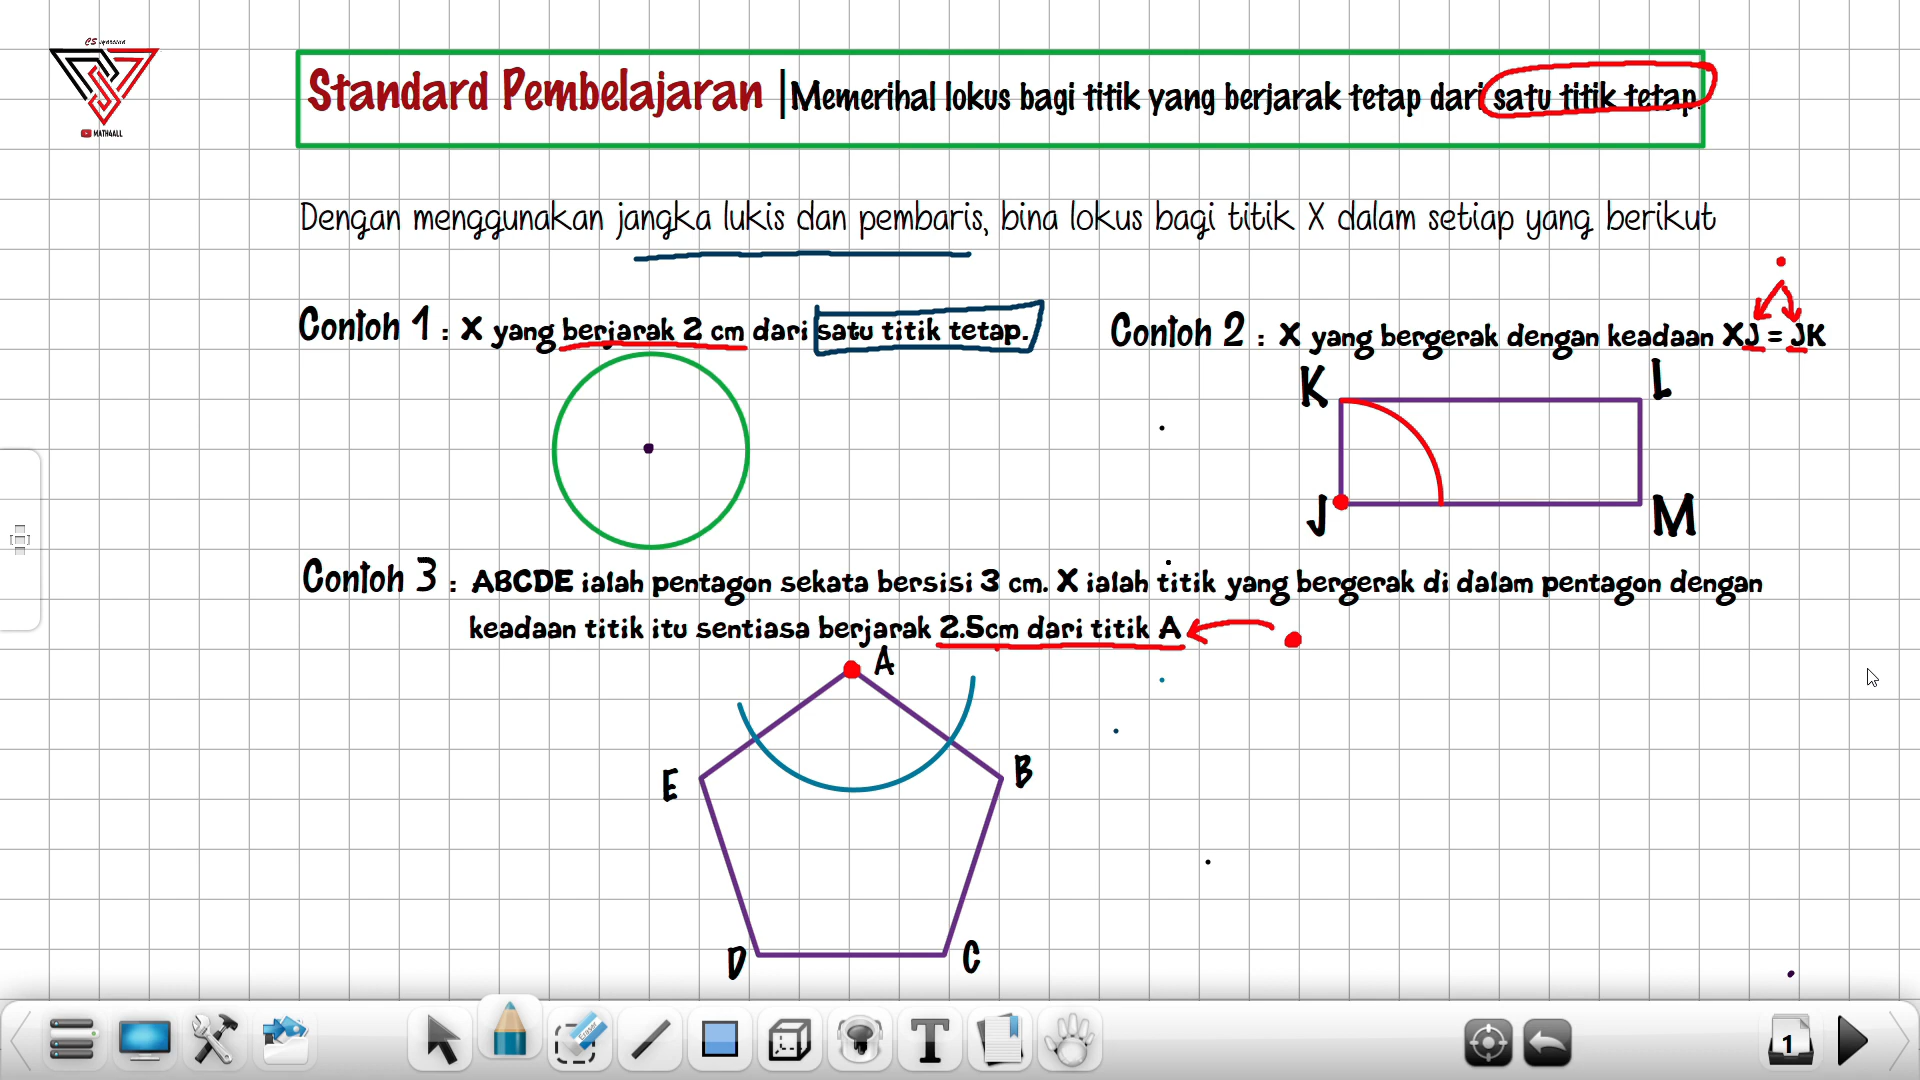 CS
MATH4ALL
Standard Pembelajaran | Memerihal lokus bagi titik yang berjarak tetap dari satu titik tetap.
Dengan menggunakan jangka lukis dan pembaris, bina lokus bagi titik X dalam setiap yang berikut
Contoh 1 : X yang berjarak 2 cm dari satu titik tetap.
Contoh 2 : X yang bergerak dengan keadaan XJ = JK
K
L
J
M
Contoh 3 : ABCDE ialah pentagon sekata bersisi 3 cm. X ialah titik yang bergerak di dalam pentagon dengan
keadaan titik itu sentiasa berjarak 2.5cm dari titik A
A
E
B
D
C
Eraser
T
1